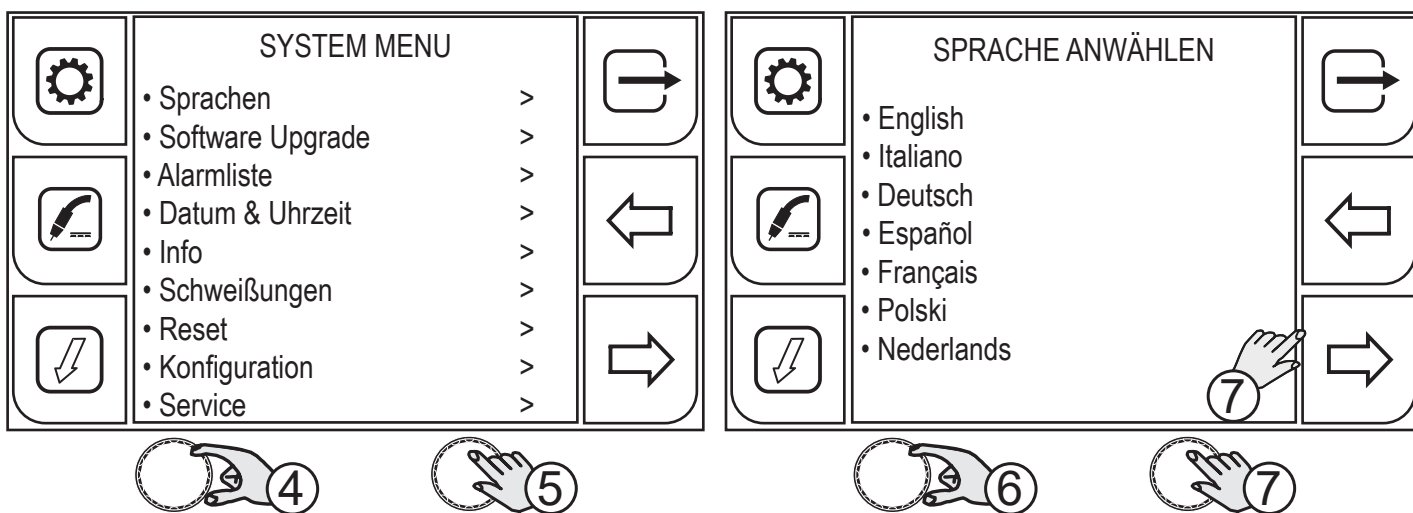 SYSTEM MENU
• Sprachen >
• Software Upgrade >
• Alarmliste >
• Datum & Uhrzeit >
• Info >
• Schweißungen >
• Reset >
• Konfiguration >
• Service >
4
5
SPRACHE ANWÄHLEN
• English
• Italiano
• Deutsch
• Español
• Français
• Polski
• Nederlands
7
6
7